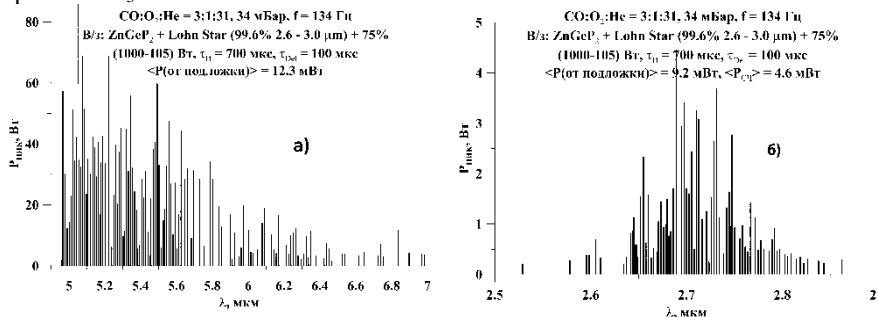 CO:O₂:He = 3:1:31, 34 мБар, f = 134 Гц
В/з: ZnGeP₂ + Lohn Star (99.6% 2.6 - 3.0 μm) + 75%
(1000-105) Вт, τ = 700 мкс, τ = 100 мкс
<P(от подложки)> = 12.3 мВт
а)
Pпик, Вт
80
60
40
20
0
5
5.2
5.4
5.6
5.8
6
6.2
6.4
6.6
6.8
7
λ, мкм
CO:O₂:He = 3:1:31, 34 мБар, f = 134 Гц
В/з: ZnGeP₂ + Lohn Star (99.6% 2.6 - 3.0 μm) + 75%
(1000-105) Вт, τ = 700 мкс, τ = 100 мкс
<P(от подложки)> = 9.2 мВт, <PСЧ> = 4.6 мВт
б)
Pпик, Вт
5
4
3
2
1
0
2.5
2.6
2.7
2.8
2
λ, мкм